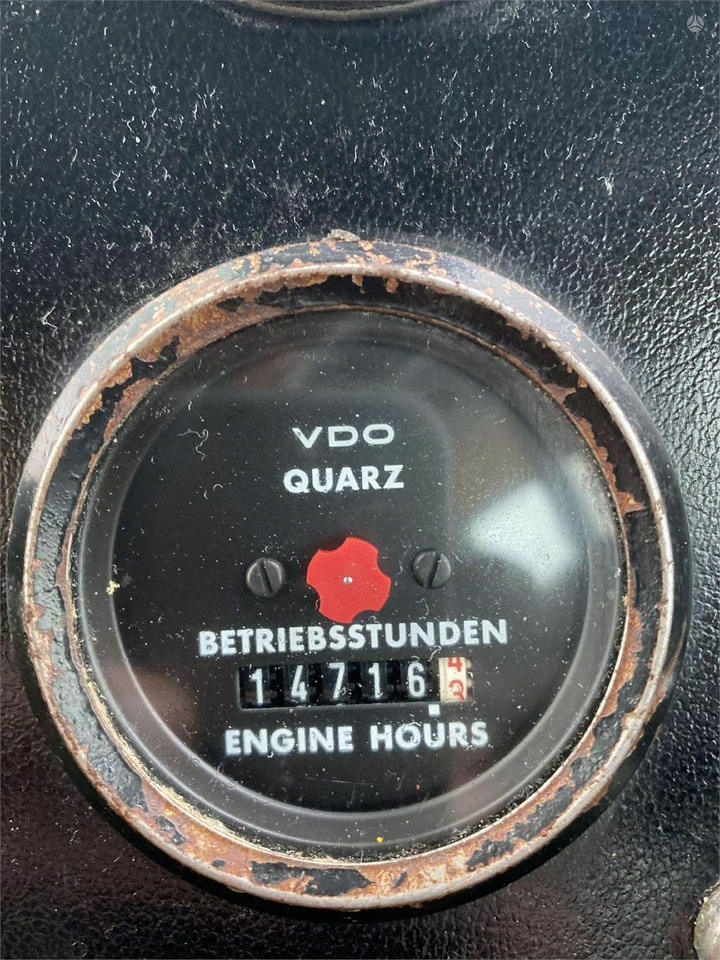 VDO
QUARZ
BETRIEBSSTUNDEN
14716
ENGINE HOURS